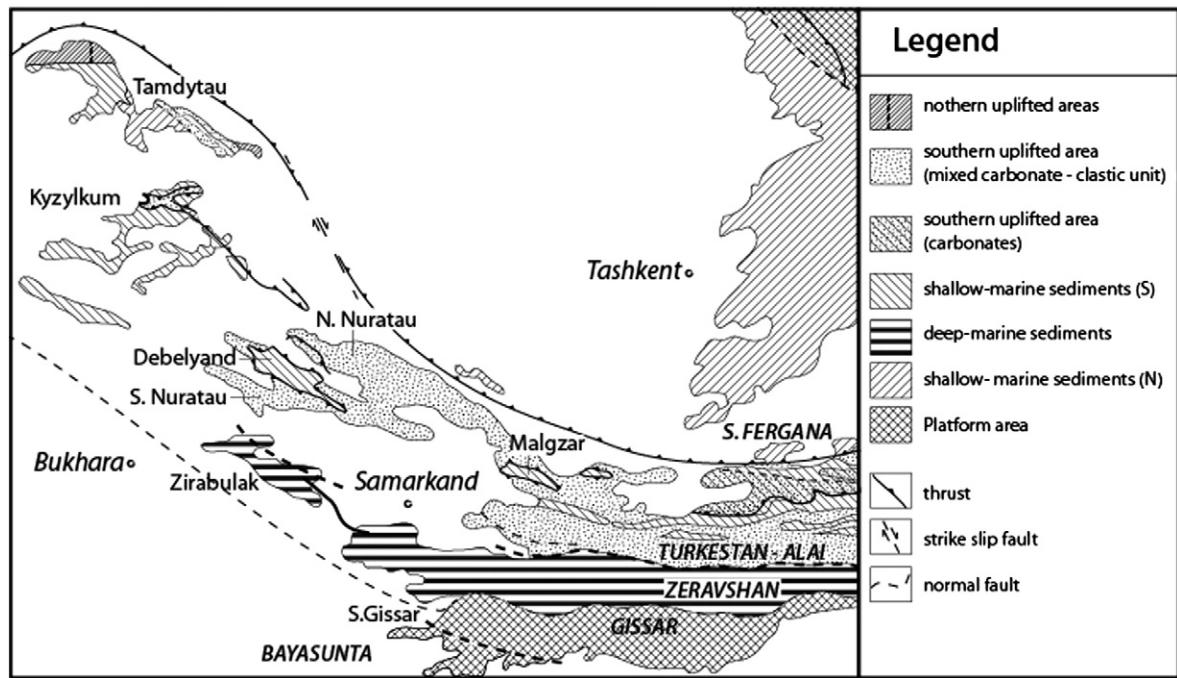 Tamdytau
Kyzylkum
Tashkent
N. Nuratau
Debelyand
S. Nuratau
Malgzar
S. FERGANA
Bukhara
Zirabulak
Samarkand
TURKESTAN - ALAI
ZERAVSHAN
S.Gissar
GISSAR
BAYASUNTA
Legend
nothern uplifted areas
southern uplifted area
(mixed carbonate - clastic unit)
southern uplifted area
(carbonates)
shallow-marine sediments (S)
deep-marine sediments
shallow- marine sediments (N)
Platform area
thrust
strike slip fault
normal fault